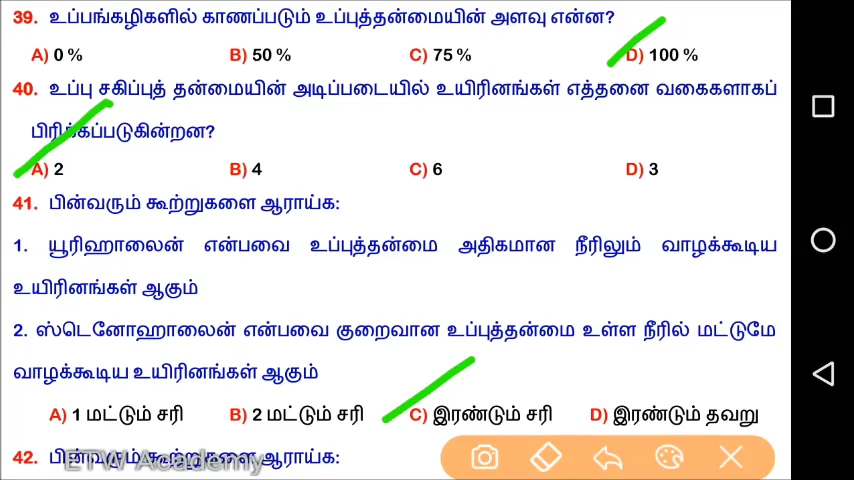 39. உப்பங்கழிகளில் காணப்படும் உப்புத்தன்மையின் அளவு என்ன?
A) 0 % B) 50 % C) 75 % D) 100 %
40. உப்பு சகிப்புத் தன்மையின் அடிப்படையில் உயிரினங்கள் எத்தனை வகைகளாகப்
பிரிக்கப்படுகின்றன?
A) 2 B) 4 C) 6 D) 3
41. பின்வரும் கூற்றுகளை ஆராய்க:
1. யூரிஹாலைன் என்பவை உப்புத்தன்மை அதிகமான நீரிலும் வாழக்கூடிய
உயிரினங்கள் ஆகும்
2. ஸ்டெனோஹாலைன் என்பவை குறைவான உப்புத்தன்மை உள்ள நீரில் மட்டுமே
வாழக்கூடிய உயிரினங்கள் ஆகும்
A) 1 மட்டும் சரி B) 2 மட்டும் சரி C) இரண்டும் சரி D) இரண்டும் தவறு
42. பின்வரும் கூற்றுகளை ஆராய்க:
ETW Academy